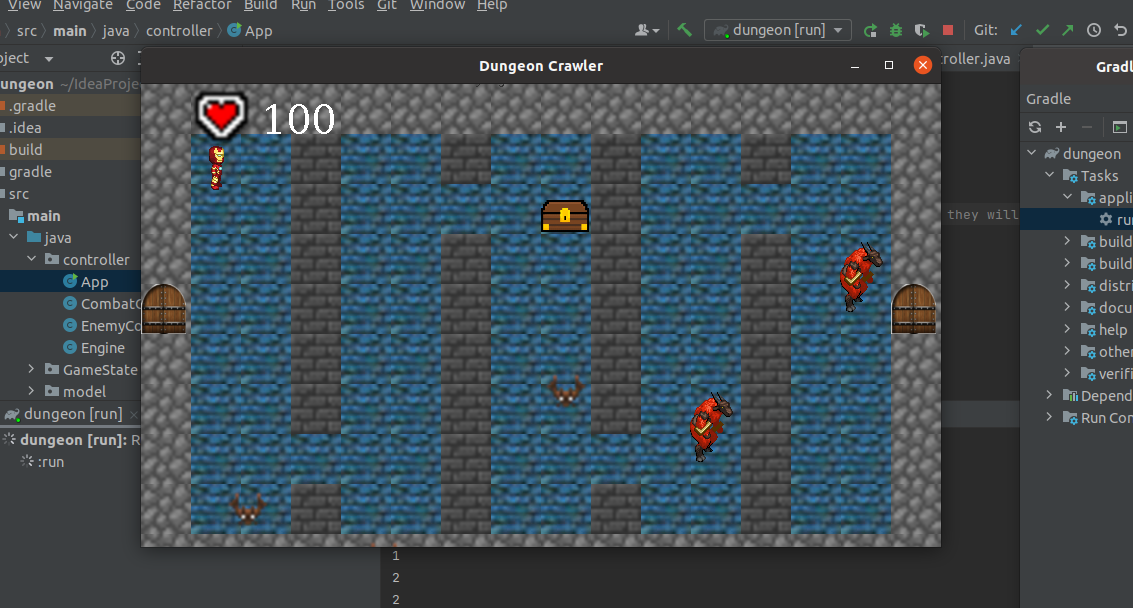 View Navigate Code Refactor Build Run Tools Git Window Help
src main java controller App
dungeon [run] Git:
oject
Dungeon Crawler
roller.java
Gradl
ungeon ~/IdeaProje
.gradle
.idea
build
gradle
src
main
java
controller
App
CombatC
EnemyCo
Engine
GameState
model
100
they will
Gradle
dungeon
Tasks
appli
run
build
build
distri
docu
help
other
verifi
Depend
Run Con
dungeon [run]
dungeon [run]: R
:run
1
2
2